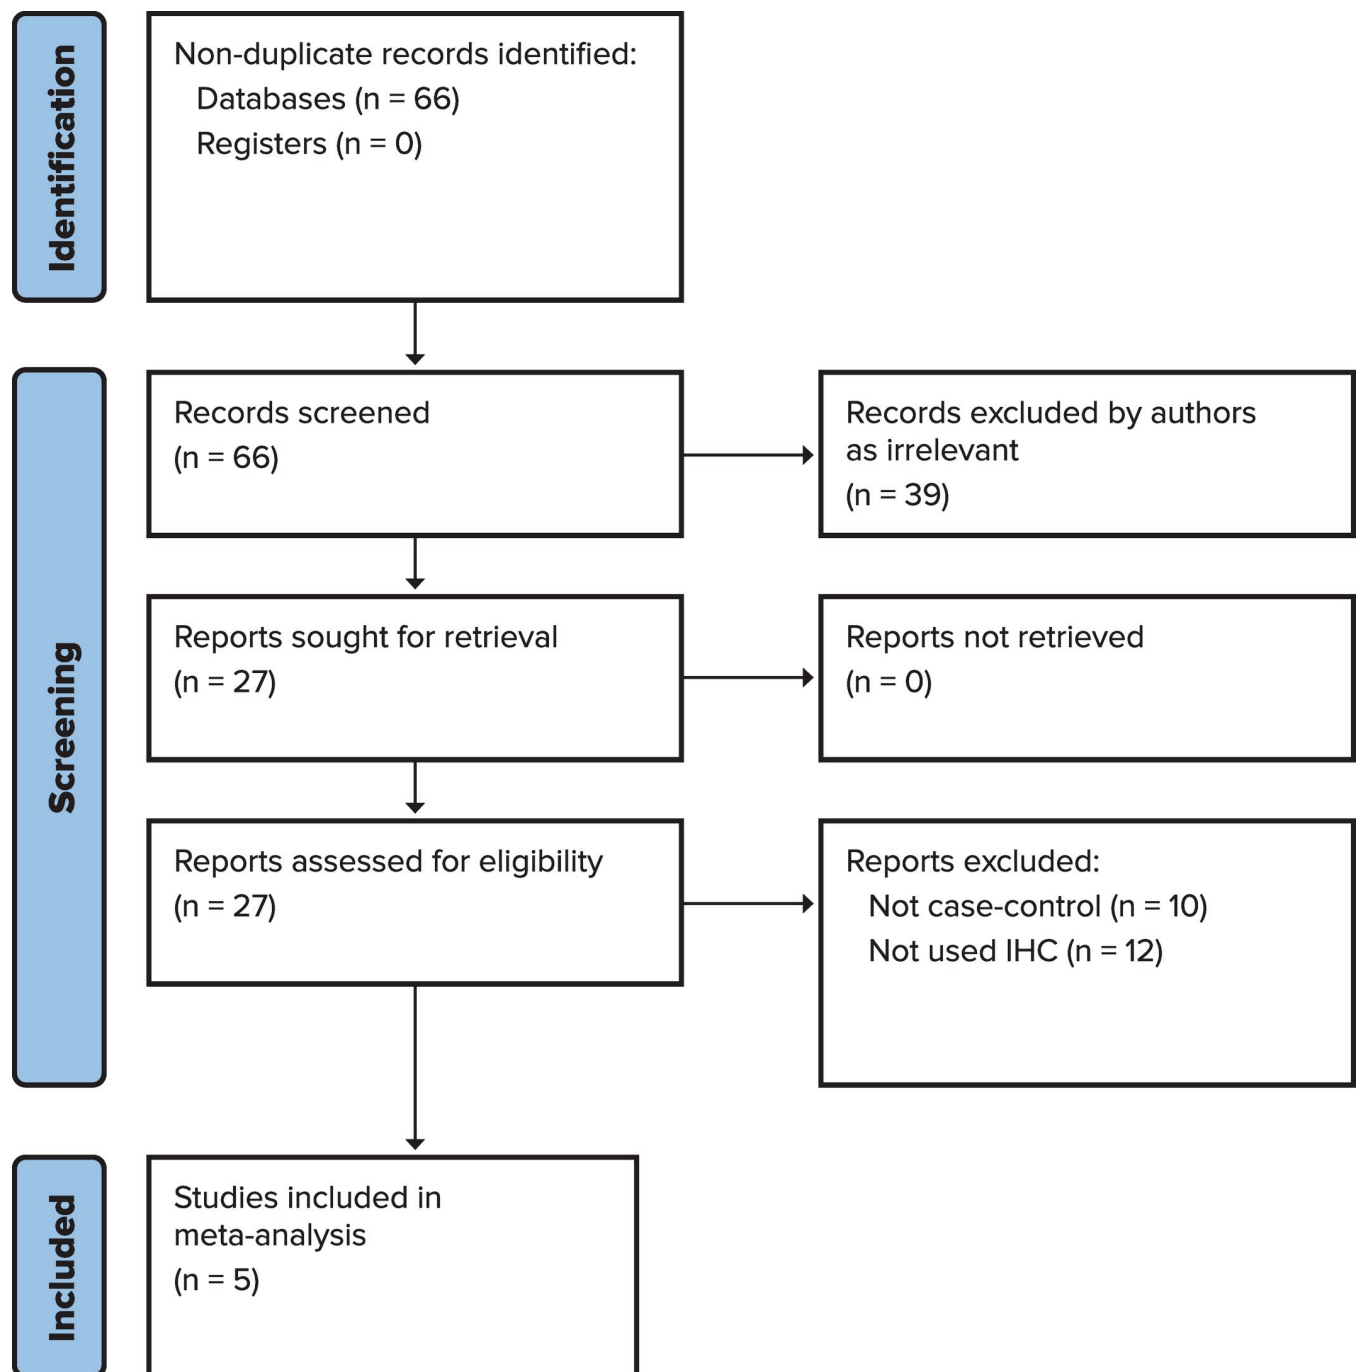 Identification
Non-duplicate records identified:
Databases (n = 66)
Registers (n = 0)
Screening
Records screened
(n = 66)
Records excluded by authors
as irrelevant
(n = 39)
Reports sought for retrieval
(n = 27)
Reports not retrieved
(n = 0)
Reports assessed for eligibility
(n = 27)
Reports excluded:
Not case-control (n = 10)
Not used IHC (n = 12)
Included
Studies included in
meta-analysis
(n = 5)